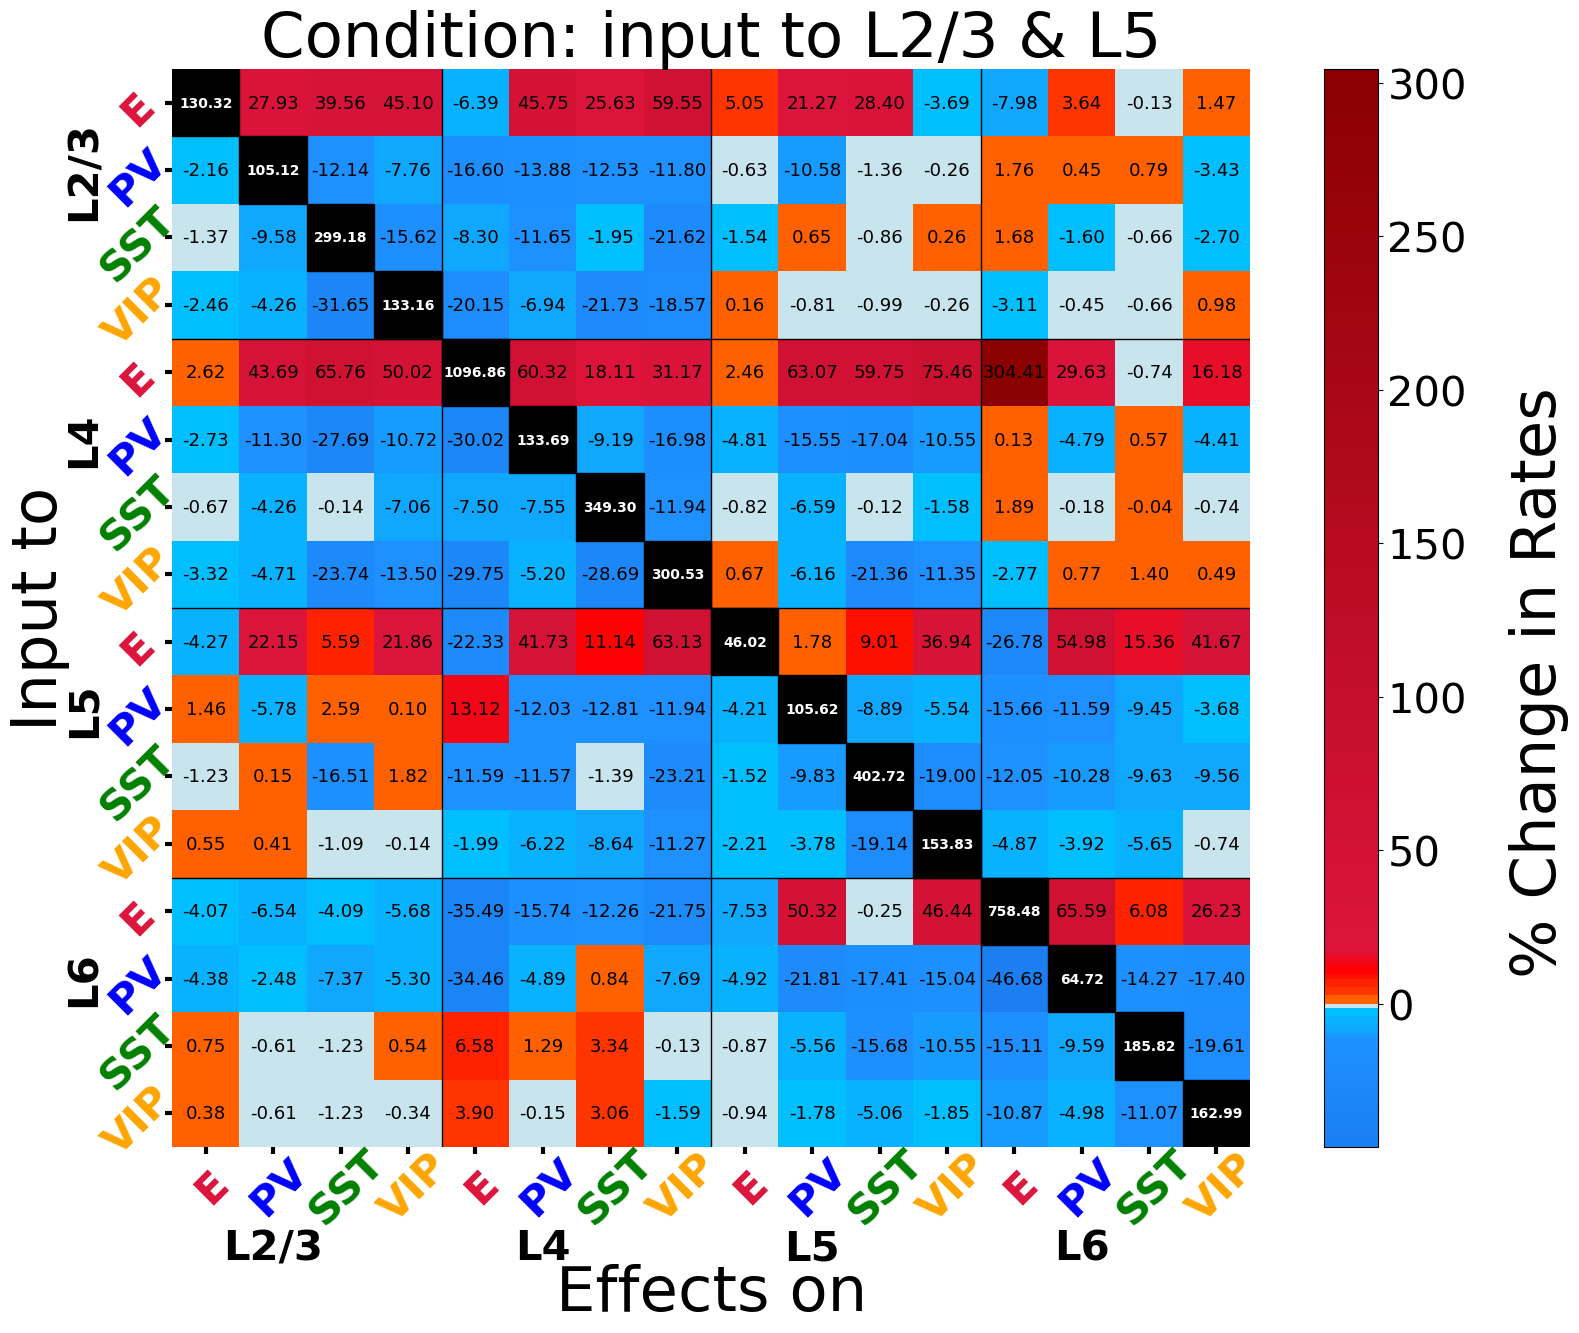 Condition: input to L2/3 & L5
Input to
L2/3
E 130.32 27.93 39.56 45.10 -6.39 45.75 25.63 59.55 5.05 21.27 28.40 -3.69 -7.98 3.64 -0.13 1.47
PV -2.16 105.12 -12.14 -7.76 -16.60 -13.88 -12.53 -11.80 -0.63 -10.58 -1.36 -0.26 1.76 0.45 0.79 -3.43
SST -1.37 -9.58 299.18 -15.62 -8.30 -11.65 -1.95 -21.62 -1.54 0.65 -0.86 0.26 1.68 -1.60 -0.66 -2.70
VIP -2.46 -4.26 -31.65 133.16 -20.15 -6.94 -21.73 -18.57 0.16 -0.81 -0.99 -0.26 -3.11 -0.45 -0.66 0.98
L4
E 2.62 43.69 65.76 50.02 1096.86 60.32 18.11 31.17 2.46 63.07 59.75 75.46 304.41 29.63 -0.74 16.18
PV -2.73 -11.30 -27.69 -10.72 -30.02 133.69 -9.19 -16.98 -4.81 -15.55 -17.04 -10.55 0.13 -4.79 0.57 -4.41
SST -0.67 -4.26 -0.14 -7.06 -7.50 -7.55 349.30 -11.94 -0.82 -6.59 -0.12 -1.58 1.89 -0.18 -0.04 -0.74
VIP -3.32 -4.71 -23.74 -13.50 -29.75 -5.20 -28.69 300.53 0.67 -6.16 -21.36 -11.35 -2.77 0.77 1.40 0.49
L5
E -4.27 22.15 5.59 21.86 -22.33 41.73 11.14 63.13 46.02 1.78 9.01 36.94 -26.78 54.98 15.36 41.67
PV 1.46 -5.78 2.59 0.10 13.12 -12.03 -12.81 -11.94 -4.21 105.62 -8.89 -5.54 -15.66 -11.59 -9.45 -3.68
SST -1.23 0.15 -16.51 1.82 -11.59 -11.57 -1.39 -23.21 -1.52 -9.83 402.72 -19.00 -12.05 -10.28 -9.63 -9.56
VIP 0.55 0.41 -1.09 -0.14 -1.99 -6.22 -8.64 -11.27 -2.21 -3.78 -19.14 153.83 -4.87 -3.92 -5.65 -0.74
L6
E -4.07 -6.54 -4.09 -5.68 -35.49 -15.74 -12.26 -21.75 -7.53 50.32 -0.25 46.44 758.48 65.59 6.08 26.23
PV -4.38 -2.48 -7.37 -5.30 -34.46 -4.89 0.84 -7.69 -4.92 -21.81 -17.41 -15.04 -46.68 64.72 -14.27 -17.40
SST 0.75 -0.61 -1.23 0.54 6.58 1.29 3.34 -0.13 -0.87 -5.56 -15.68 -10.55 -15.11 -9.59 185.82 -19.61
VIP 0.38 -0.61 -1.23 -0.34 3.90 -0.15 3.06 -1.59 -0.94 -1.78 -5.06 -1.85 -10.87 -4.98 -11.07 162.99
E PV SST VIP E PV SST VIP E PV SST VIP E PV SST VIP
L2/3 L4 L5 L6
Effects on
300
250
200
150
100
50
0
% Change in Rates